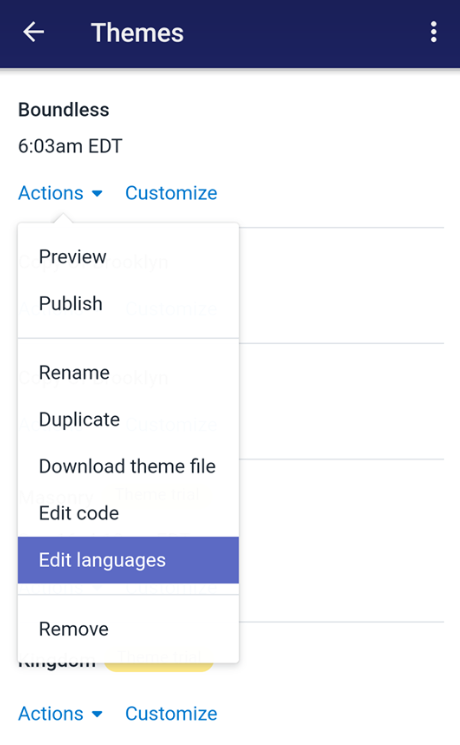 Themes
Boundless
6:03am EDT
Actions Customize
Preview
Publish
Rename
Duplicate
Download theme file
Edit code
Edit languages
Remove
Kingdom
Actions Customize